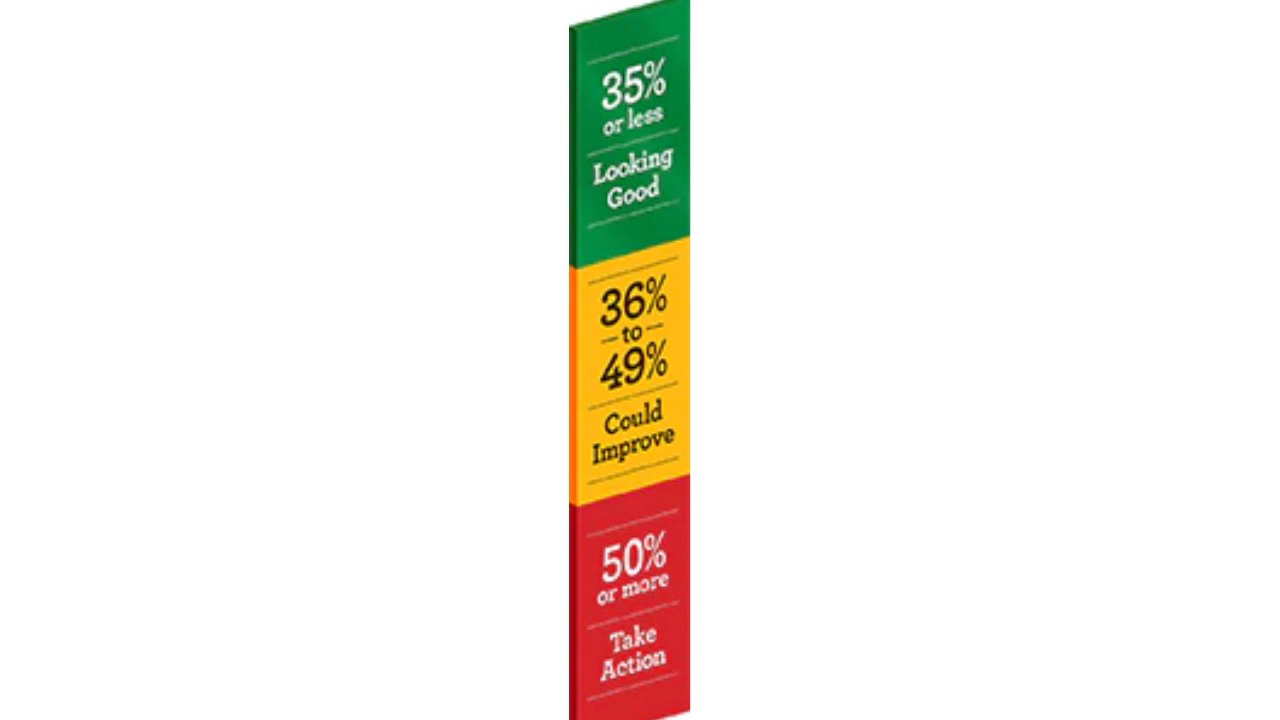 35%
or less
Looking
Good
36%
to
49%
Could
Improve
50%
or more
Take
Action